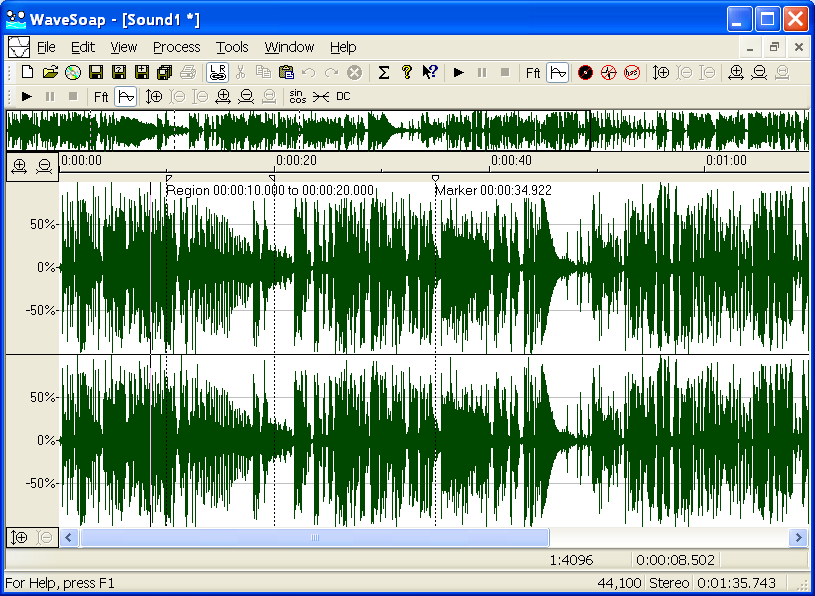 WaveSoap - [Sound1 *]
File Edit View Process Tools Window Help
L R Σ ? ? Ft
Ft sin cos DC
0:00:00 0:00:20 0:00:40 0:01:00
Region 00:00:10.000 to 00:00:20.000 Marker 00:00:34.922
50%
0%
-50%
50%
0%
-50%
1:4096 0:00:08.502
For Help, press F1 44,100 Stereo 0:01:35.743